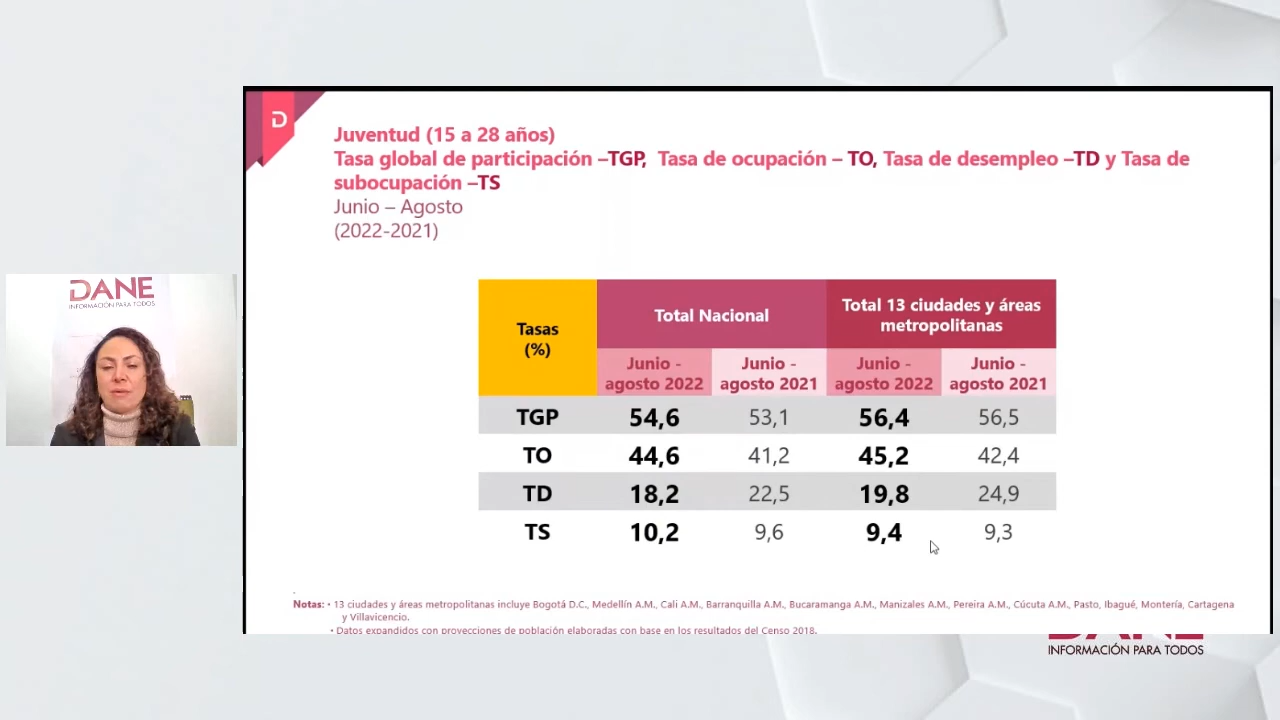 D
Juventud (15 a 28 años)
Tasa global de participación –TGP, Tasa de ocupación – TO, Tasa de desempleo –TD y Tasa de
subocupación –TS
Junio – Agosto
(2022-2021)
DANE
INFORMACIÓN PARA TODOS
Tasas
(%)
Total Nacional
Total 13 ciudades y áreas
metropolitanas
Junio -
agosto 2022
Junio -
agosto 2021
Junio -
agosto 2022
Junio -
agosto 2021
TGP 54,6 53,1 56,4 56,5
TO 44,6 41,2 45,2 42,4
TD 18,2 22,5 19,8 24,9
TS 10,2 9,6 9,4 9,3
Notas: • 13 ciudades y áreas metropolitanas incluye Bogotá D.C., Medellín A.M., Cali A.M., Barranquilla A.M., Bucaramanga A.M., Manizales A.M., Pereira A.M., Cúcuta A.M., Pasto, Ibagué, Montería, Cartagena
y Villavicencio.
• Datos expandidos con proyecciones de población elaboradas con base en los resultados del Censo 2018.
DANE
INFORMACIÓN PARA TODOS